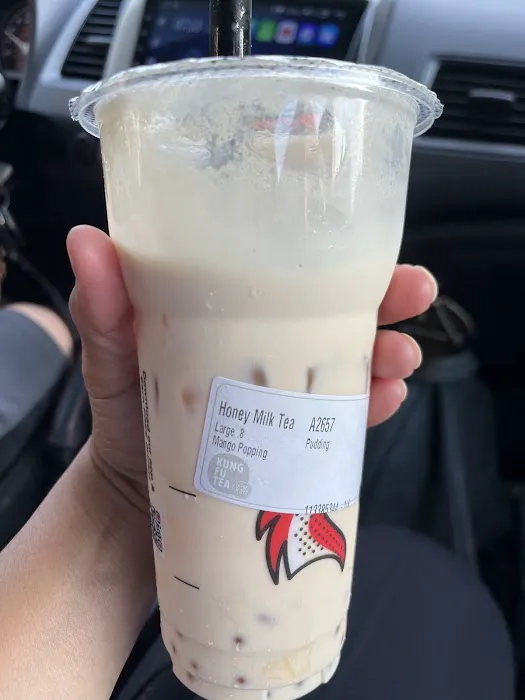 Honey Milk Tea A2657
Large .8 Pudding
Mango Popping
KUNG
FU
TEA